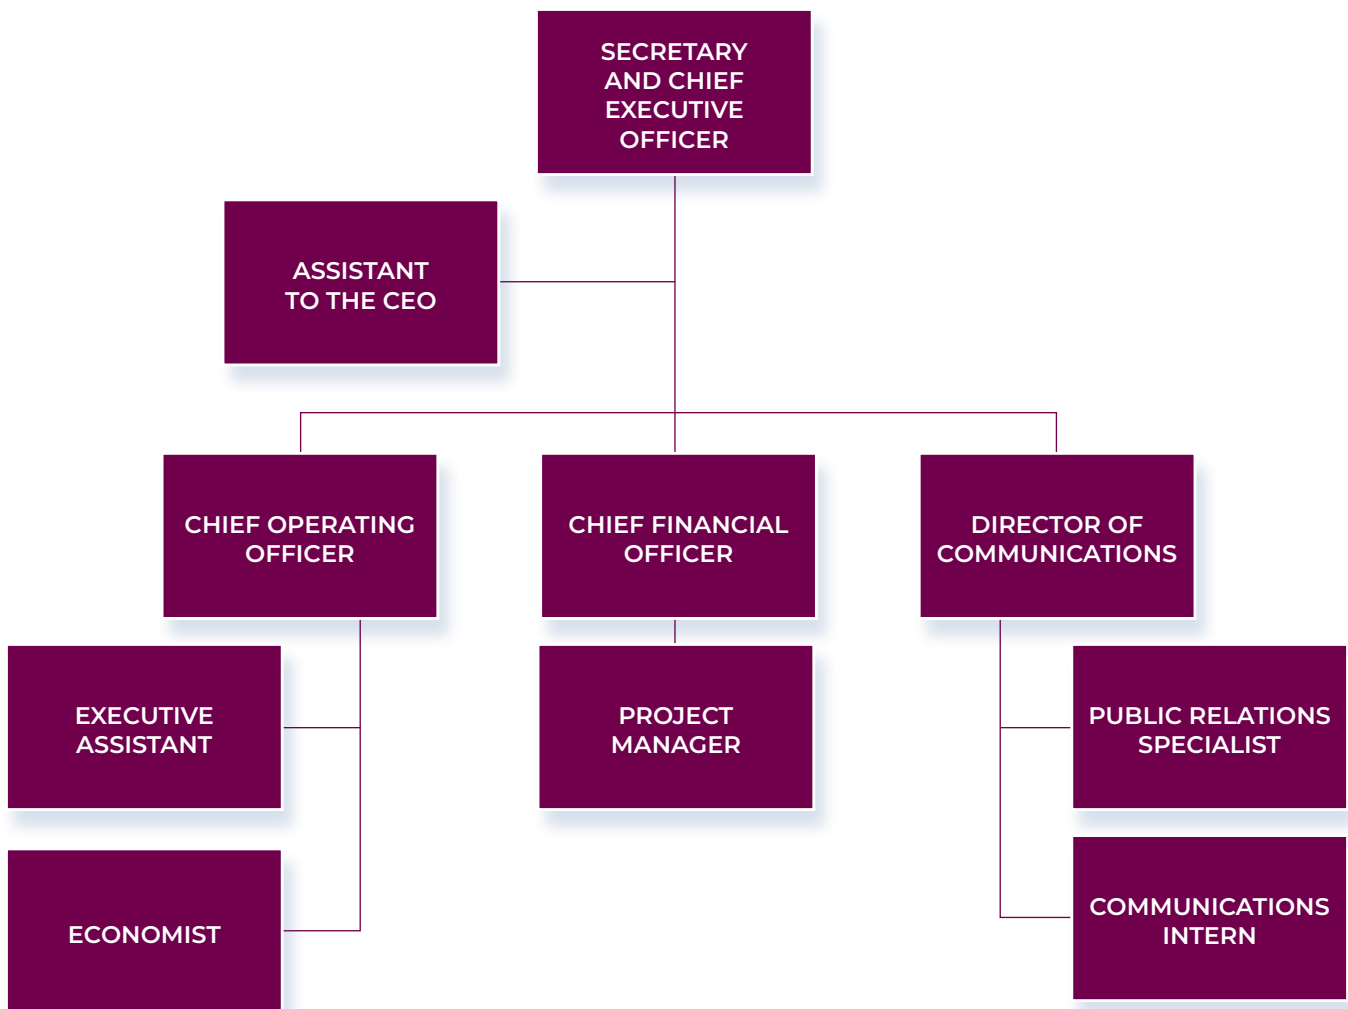 SECRETARY
AND CHIEF
EXECUTIVE
OFFICER
ASSISTANT
TO THE CEO
CHIEF OPERATING
OFFICER
CHIEF FINANCIAL
OFFICER
DIRECTOR OF
COMMUNICATIONS
EXECUTIVE
ASSISTANT
PROJECT
MANAGER
PUBLIC RELATIONS
SPECIALIST
ECONOMIST
COMMUNICATIONS
INTERN